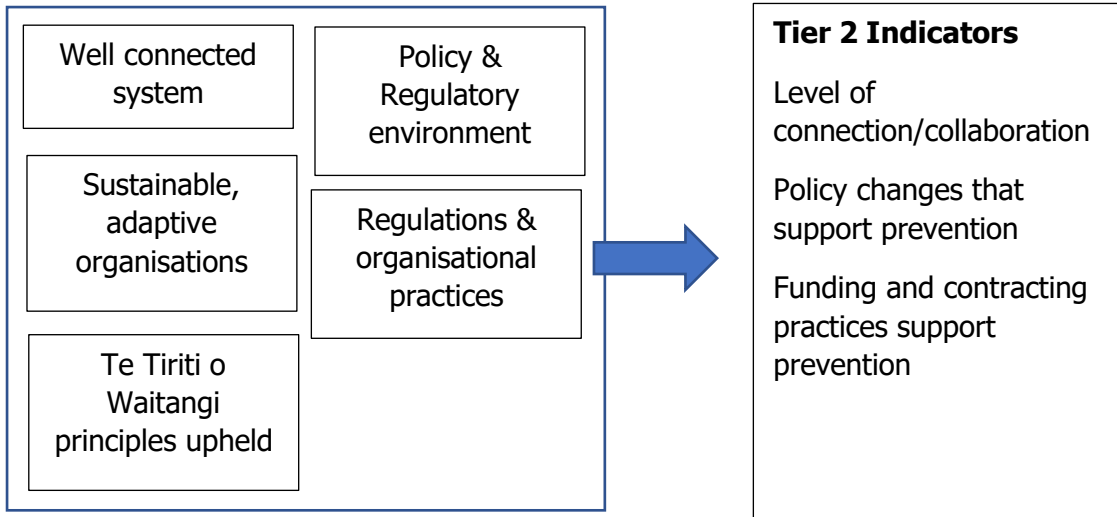 Well connected
system
Policy &
Regulatory
environment
Sustainable,
adaptive
organisations
Regulations &
organisational
practices
Te Tiriti o
Waitangi
principles upheld
Tier 2 Indicators
Level of
connection/collaboration
Policy changes that
support prevention
Funding and contracting
practices support
prevention